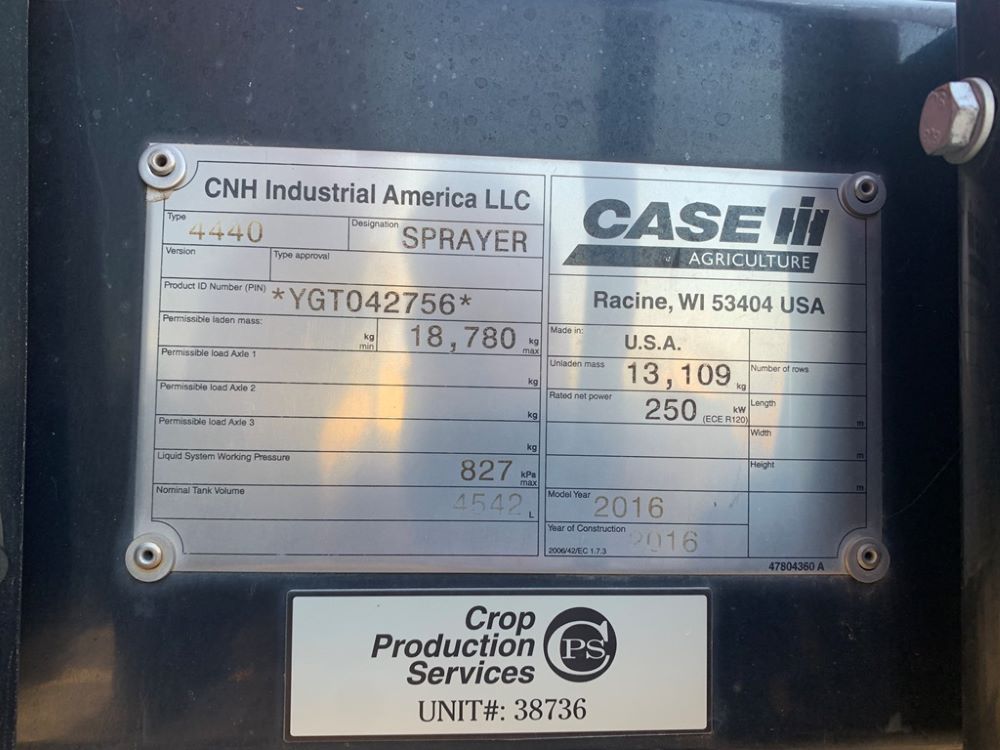 CNH Industrial America LLC
Type
4440
Designation
SPRAYER
Version
Type approval
Product ID Number (PIN)
*YGT042756*
Permissible laden mass:
kg
min
18,780 kg
max
Permissible load Axle 1
kg
Permissible load Axle 2
kg
Permissible load Axle 3
kg
Liquid System Working Pressure
827 kPa
max
Nominal Tank Volume
4542 L
CASE IH
AGRICULTURE
Racine, WI 53404 USA
Made in:
U.S.A.
Unladen mass
13,109 kg
Number of rows
Rated net power
250 kW
(ECE R120)
Length
m
Width
m
Height
m
Model Year
2016
Year of Construction
2016
2006/42/EC 1.7.3
47804360 A
Crop
Production
Services
CPS
UNIT#: 38736